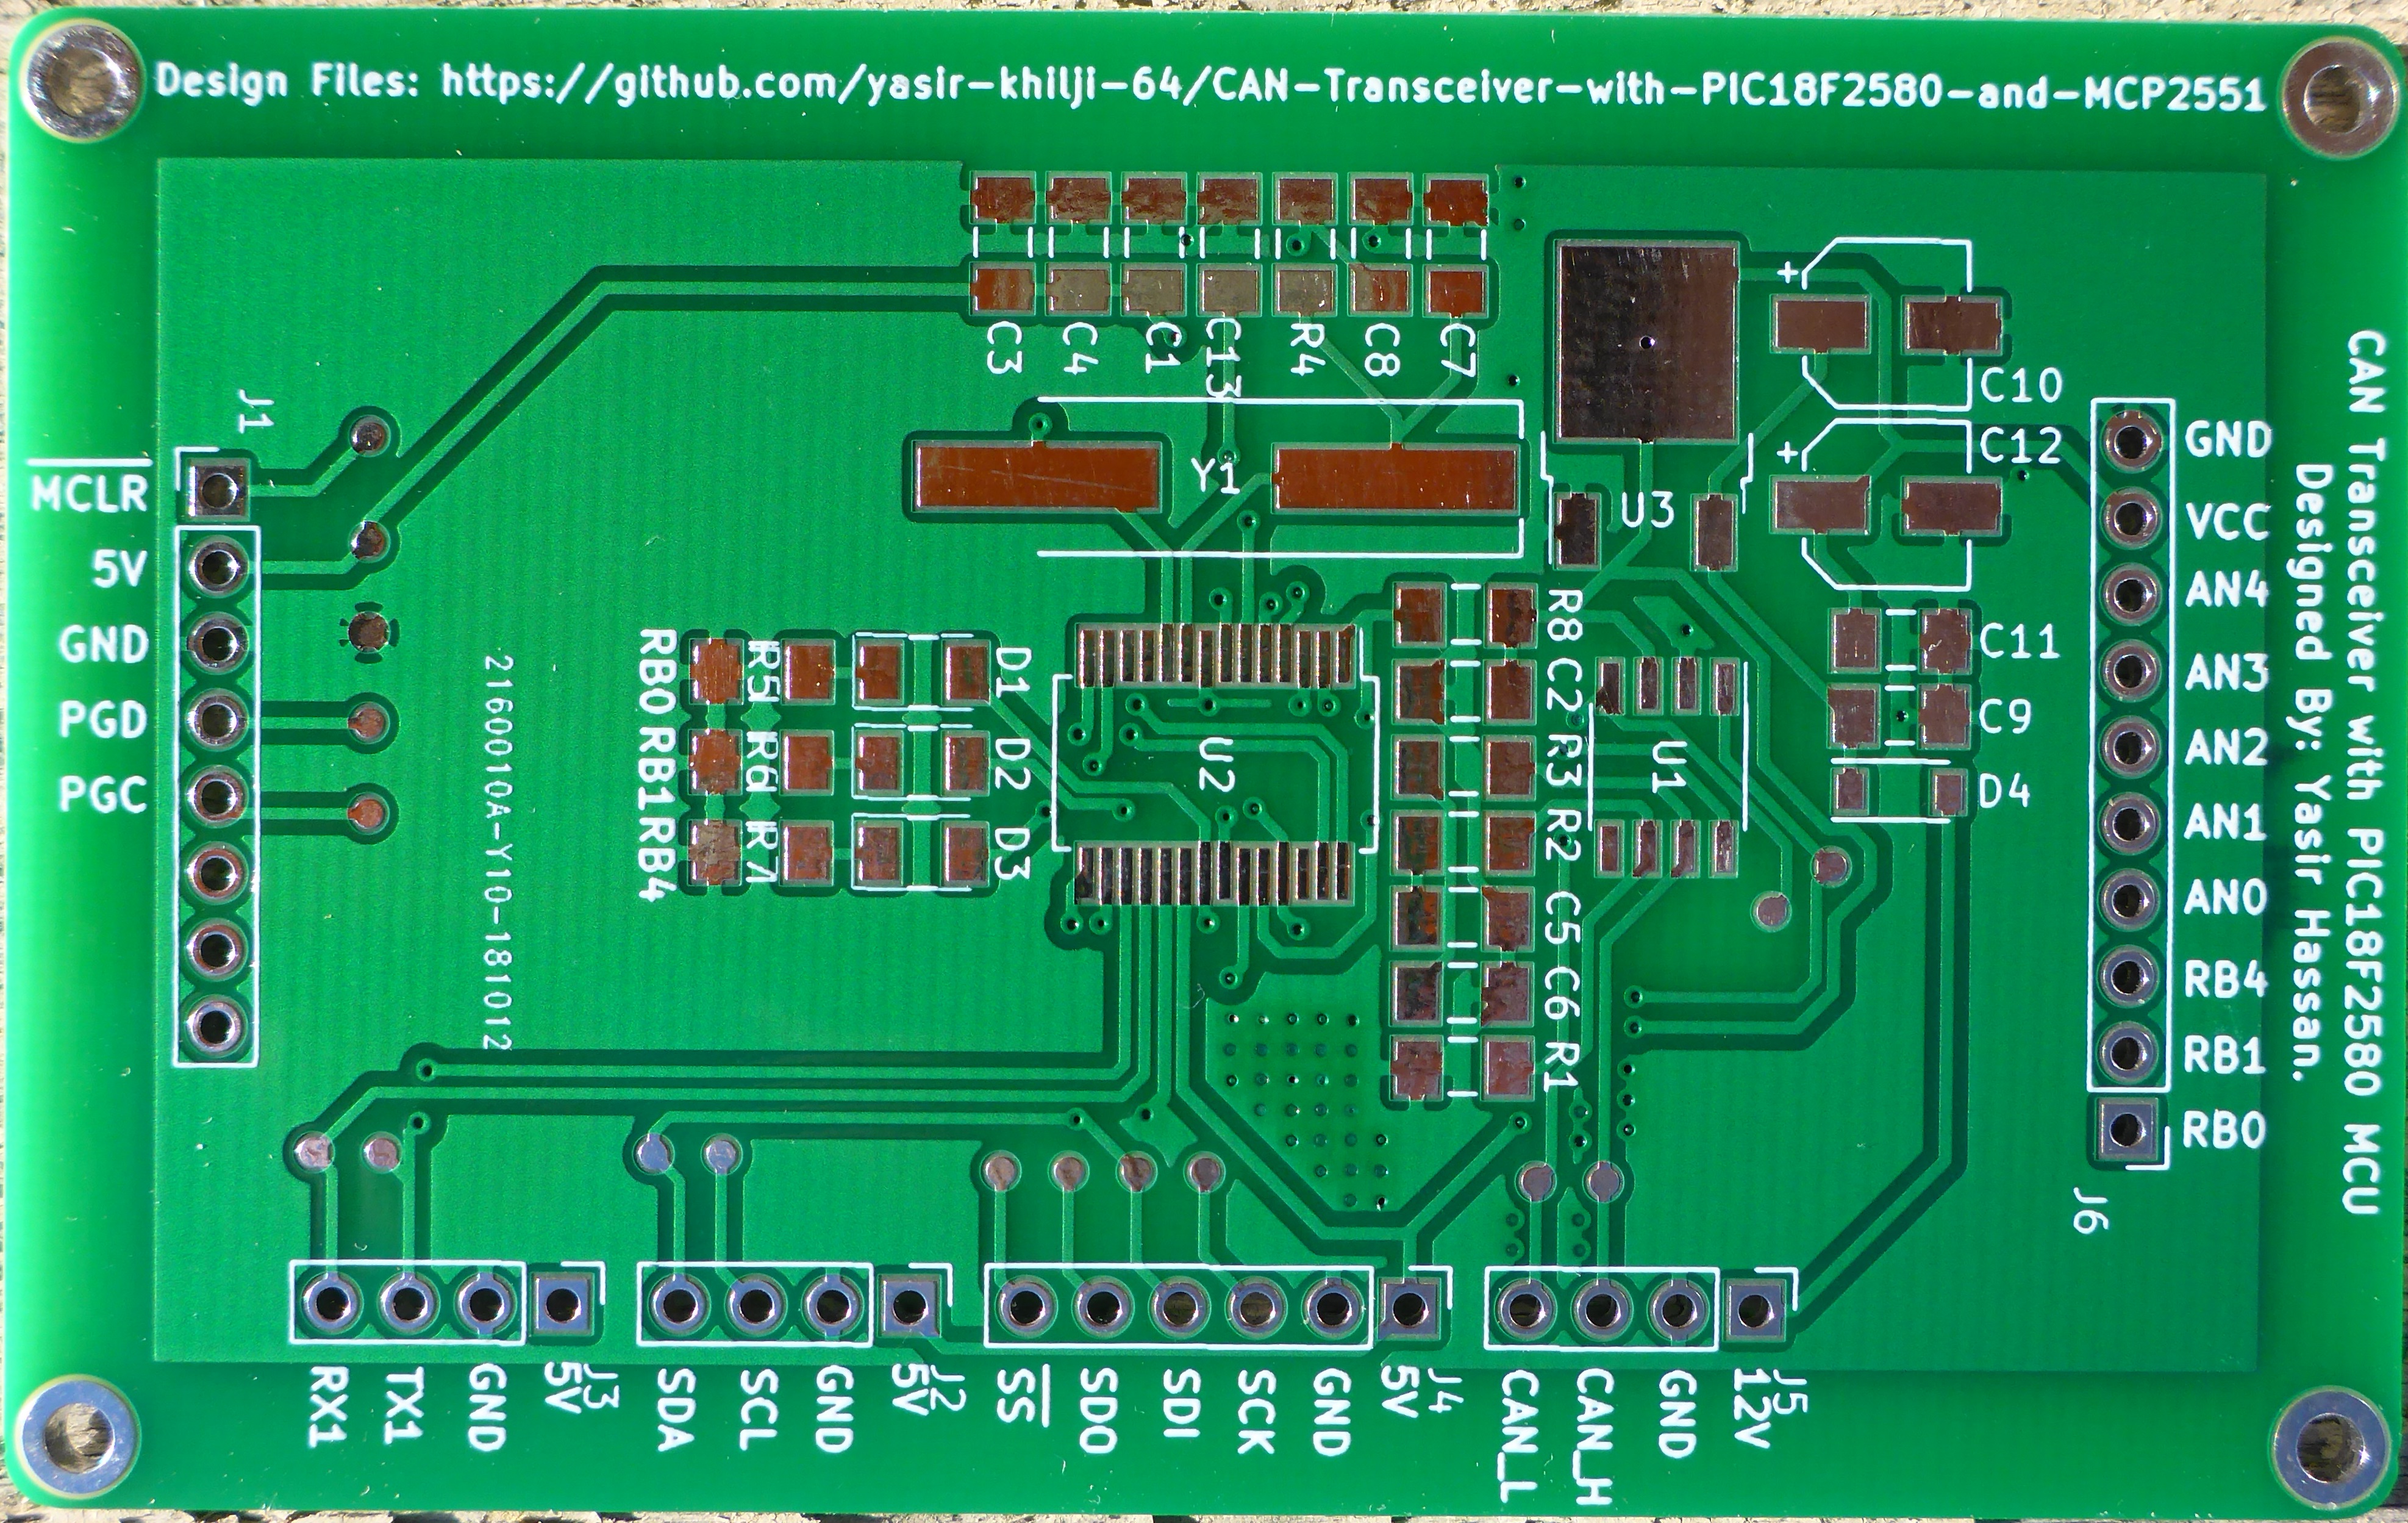 Design Files: https://github.com/yasir-khilji-64/CAN-Transceiver-with-PIC18F2580-and-MCP2551
CAN Transceiver with PIC18F2580 MCU
Designed By: Yasir Hassan.
C3
C4
C1
C13
R4
C8
C7
+
C10
+
C12
J1
MCLR
5V
GND
PGD
PGC
Y1
U3
GND
VCC
AN4
AN3
AN2
AN1
AN0
RB4
RB1
RB0
J6
2160010A-Y10-181012
RB0
RB1
RB4
R5
R6
R7
D1
D2
D3
U2
R8
C2
R3
R2
C5
C6
R1
U1
C11
C9
D4
RX1
TX1
GND
5V
J3
SDA
SCL
GND
5V
J2
SS
SDO
SDI
SCK
GND
5V
J4
CAN_L
CAN_H
GND
12V
J5